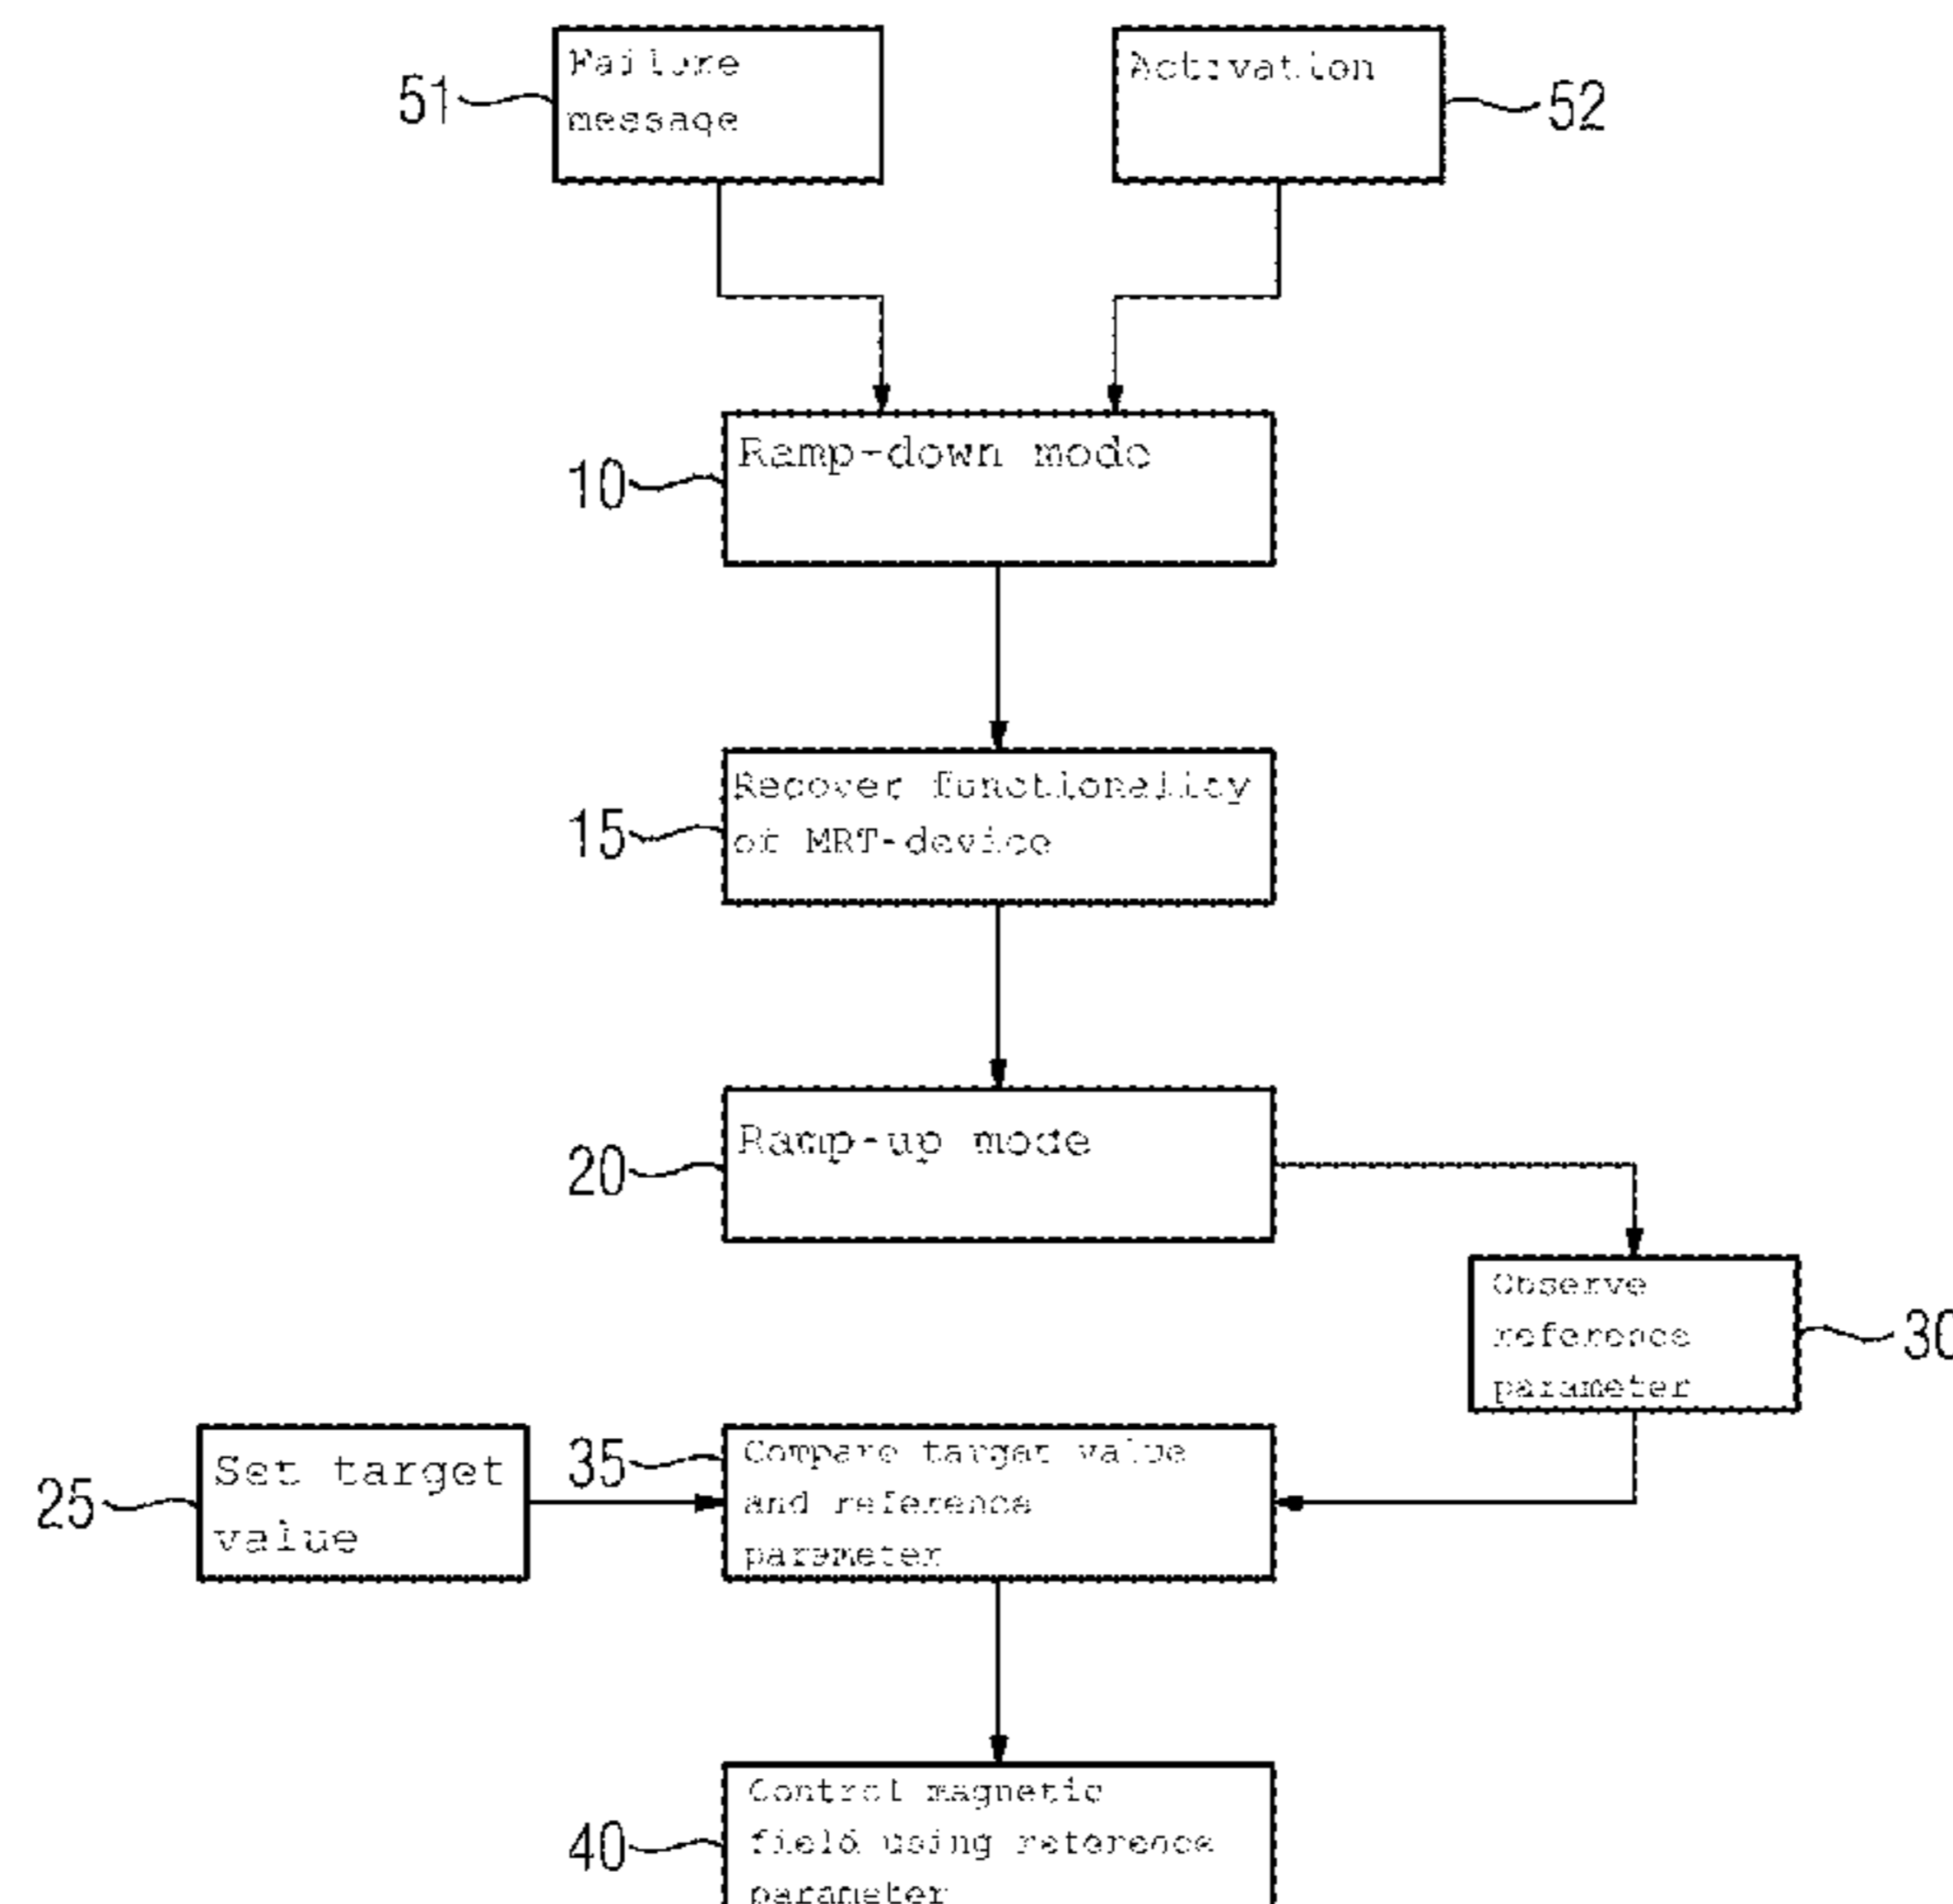 Failure
message
51
Activation
52
Ramp-down mode
10
Recover functionality
of MRT-device
15
Ramp-up mode
20
Observe
reference
parameter
30
Set target
value
25
35
Compare target value
and reference
parameter
Control magnetic
field using reference
parameter
40